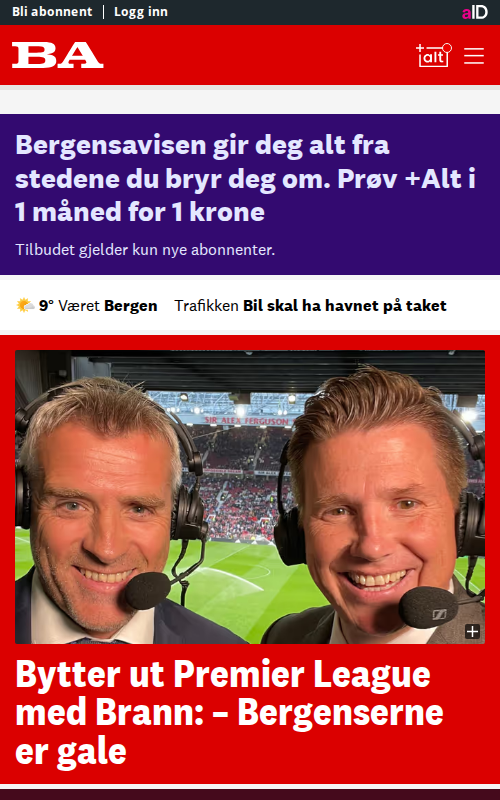 Bli abonnent | Logg inn
aID
BA
+alt
Bergensavisen gir deg alt fra
stedene du bryr deg om. Prøv +Alt i
1 måned for 1 krone
Tilbudet gjelder kun nye abonnenter.
9° Været Bergen Trafikken Bil skal ha havnet på taket
SIR ALEX FERGUSON
Bytter ut Premier League
med Brann: – Bergenserne
er gale